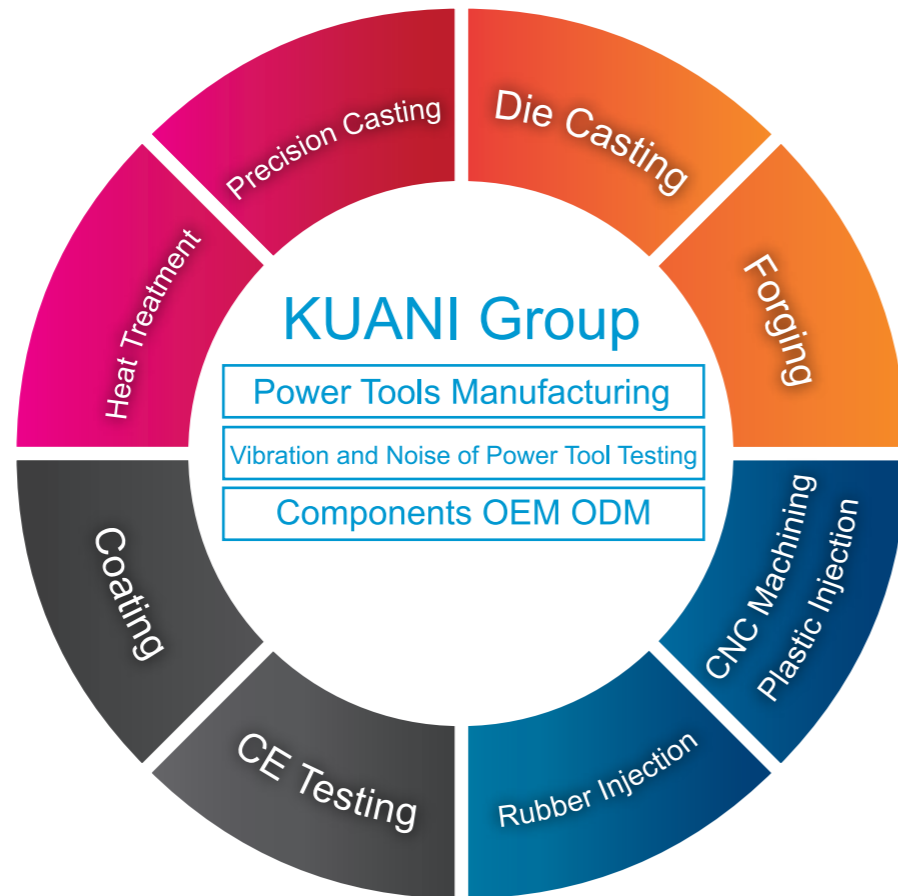 Die Casting
Forging
CNC Machining
Plastic Injection
Rubber Injection
CE Testing
Coating
Heat Treatment
Precision Casting
KUANI Group
Power Tools Manufacturing
Vibration and Noise of Power Tool Testing
Components OEM ODM